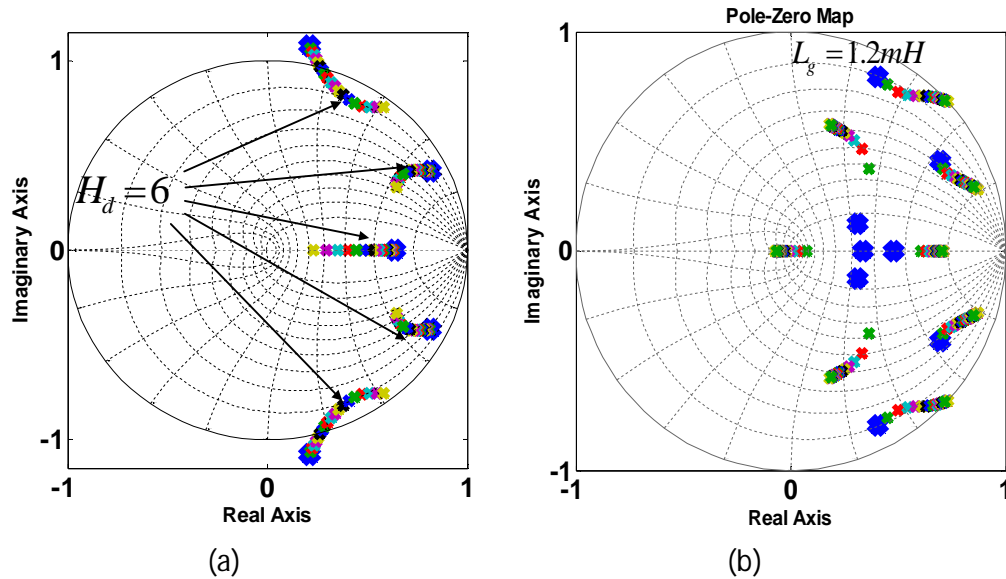 Pole-Zero Map
L_g = 1.2mH
H_d = 6
1
0
-1
1
0
-1
Imaginary Axis
Imaginary Axis
-1
0
1
-1
0
1
Real Axis
Real Axis
(a)
(b)